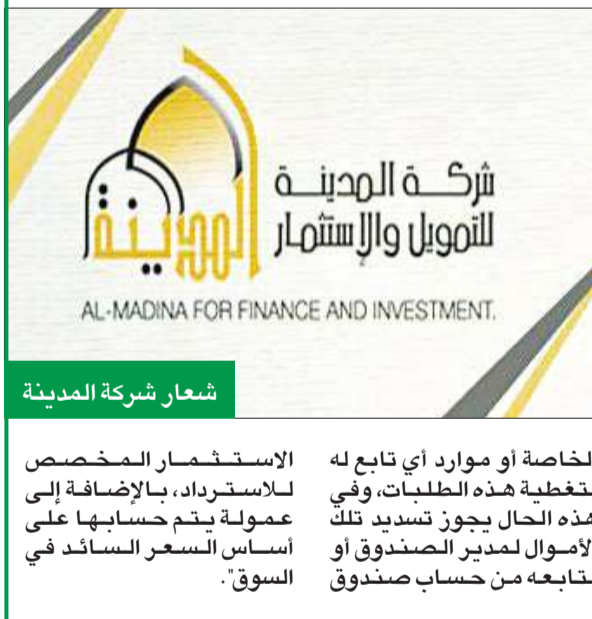 المدينة
شركة المدينة
للتمويل والإستثمار
AL-MADINA FOR FINANCE AND INVESTMENT.
شعار شركة المدينة
أو موارد أي تابع له
لتغطية هذه الطلبات، وفي
هذه الحال يجوز تسديد تلك
الأموال لمدير الصندوق أو
لتابعه من حساب صندوق
الاستثمار المخصص
للاسترداد، بالإضافة إلى
عمولة يتم حسابها على
أساس السعر السائد في
السوق".